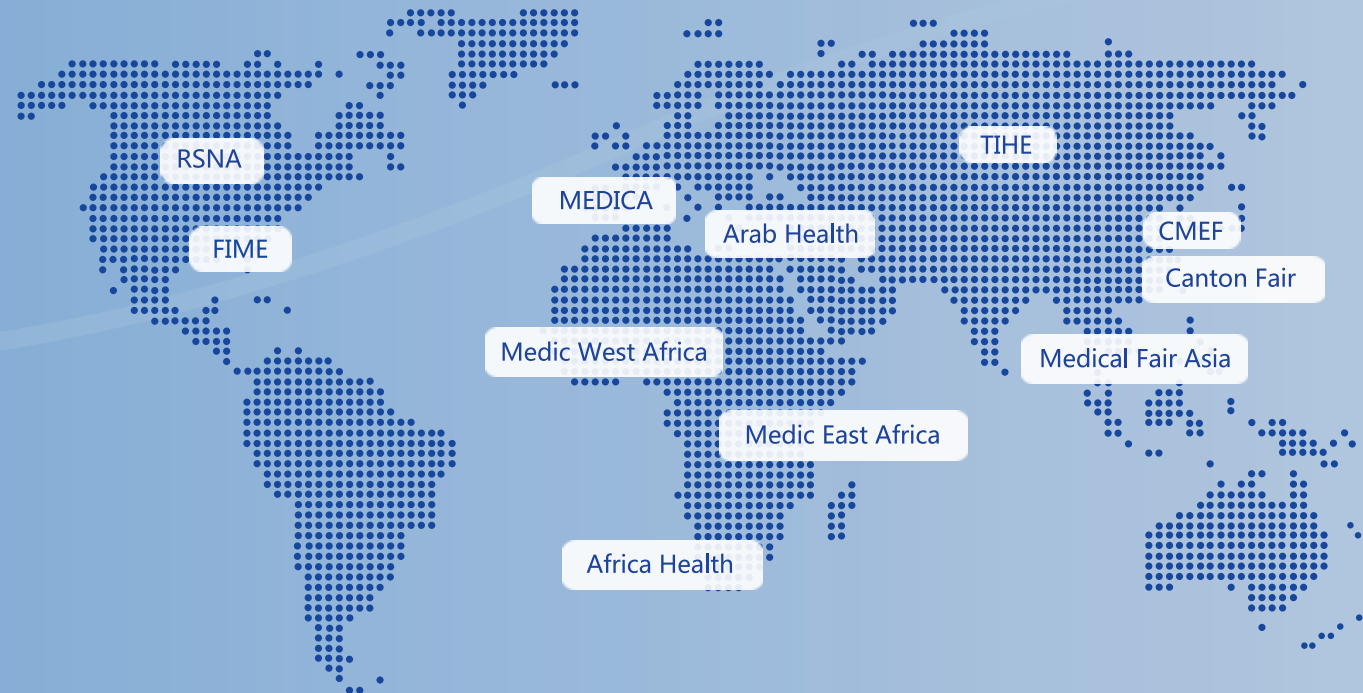 RSNA
TIHE
MEDICA
Arab Health
CMEF
FIME
Canton Fair
Medic West Africa
Medical Fair Asia
Medic East Africa
Africa Health